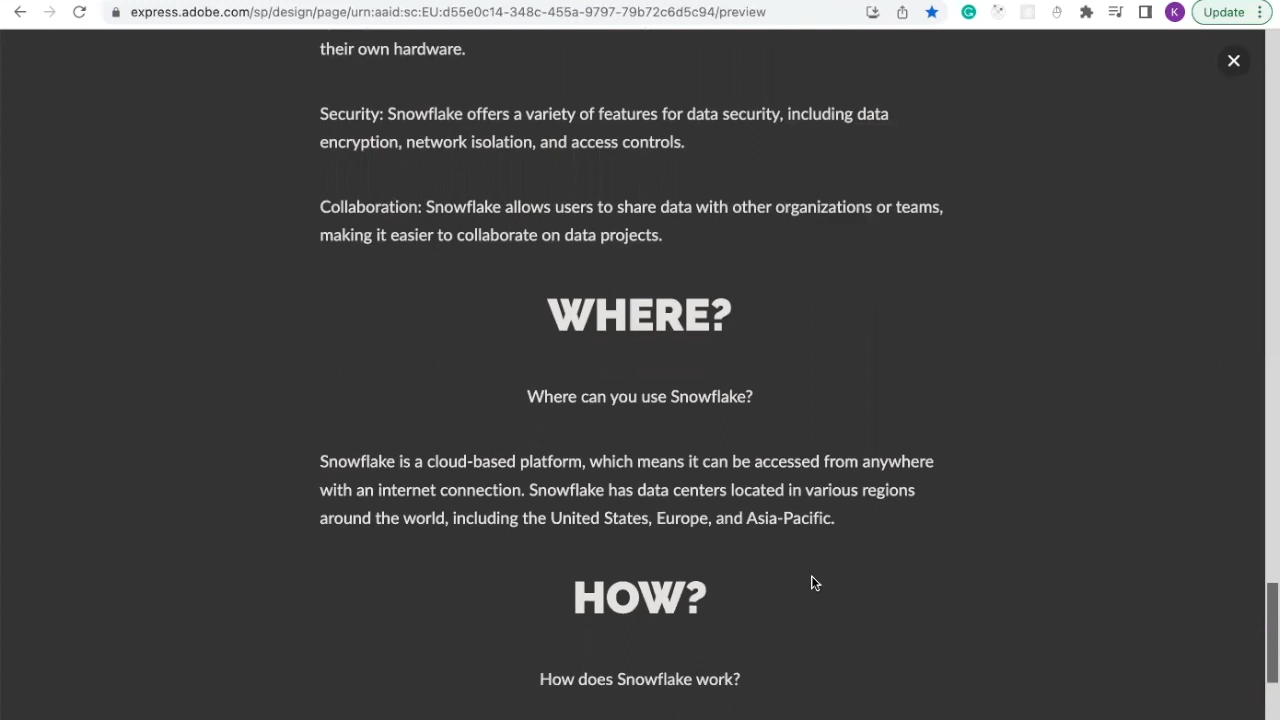 express.adobe.com/sp/design/page/urn:aaid:sc:EU:d55e0c14-348c-455a-9797-79b72c6d5c94/preview
K
Update
their own hardware.
Security: Snowflake offers a variety of features for data security, including data
encryption, network isolation, and access controls.
Collaboration: Snowflake allows users to share data with other organizations or teams,
making it easier to collaborate on data projects.
WHERE?
Where can you use Snowflake?
Snowflake is a cloud-based platform, which means it can be accessed from anywhere
with an internet connection. Snowflake has data centers located in various regions
around the world, including the United States, Europe, and Asia-Pacific.
HOW?
How does Snowflake work?